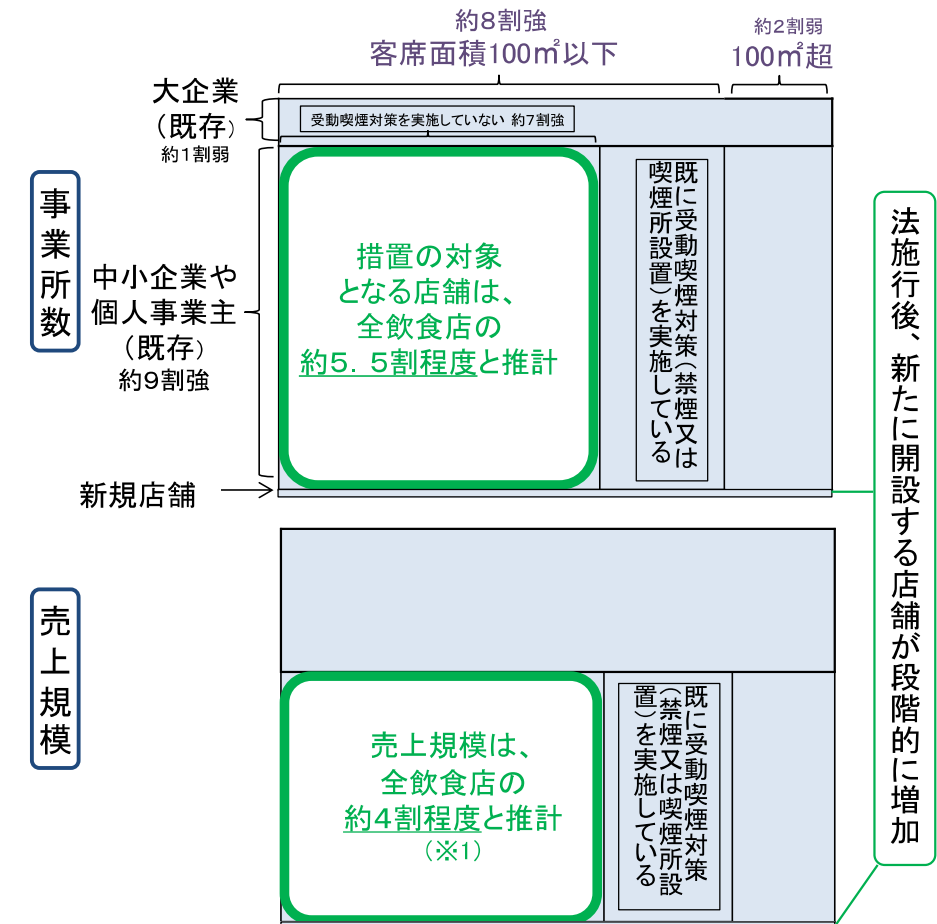 約8割強
客席面積100㎡以下
約2割弱
100㎡超
大企業
（既存）
約1割弱
受動喫煙対策を実施していない 約7割強
事業所数
中小企業や
個人事業主
（既存）
約9割強
措置の対象
となる店舗は、
全飲食店の
約5．5割程度と推計
既に受動喫煙対策（禁煙又は
喫煙所設置）を実施している
新規店舗
法施行後、新たに開設する店舗が段階的に増加
売上規模
売上規模は、
全飲食店の
約4割程度と推計
（※1）
既に受動喫煙対策
（禁煙又は喫煙所設
置）を実施している